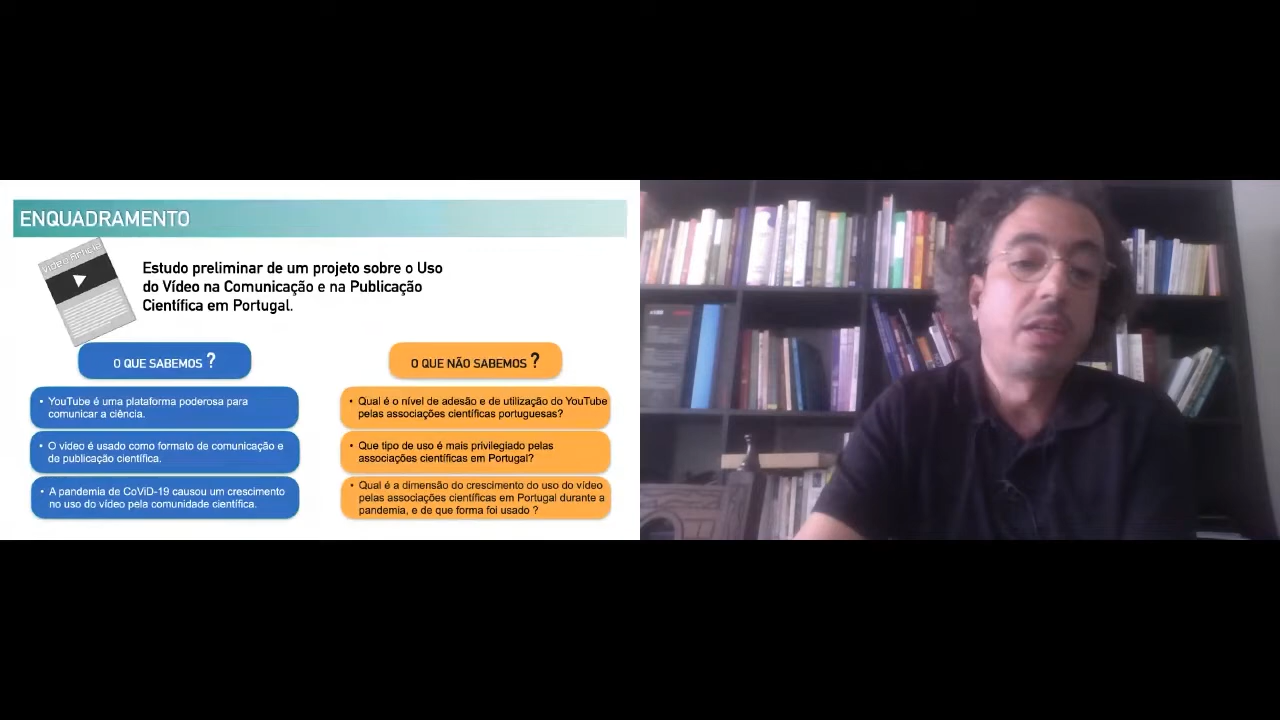 ENQUADRAMENTO
Video Article
Estudo preliminar de um projeto sobre o Uso
do Vídeo na Comunicação e na Publicação
Científica em Portugal.
O QUE SABEMOS ?
• YouTube é uma plataforma poderosa para
comunicar a ciência.
• O vídeo é usado como formato de comunicação e
de publicação científica.
• A pandemia de CoViD-19 causou um crescimento
no uso do vídeo pela comunidade científica.
O QUE NÃO SABEMOS ?
• Qual é o nível de adesão e de utilização do YouTube
pelas associações científicas portuguesas?
• Que tipo de uso é mais privilegiado pelas
associações científicas em Portugal?
• Qual é a dimensão do crescimento do uso do vídeo
pelas associações científicas em Portugal durante a
pandemia, e de que forma foi usado ?